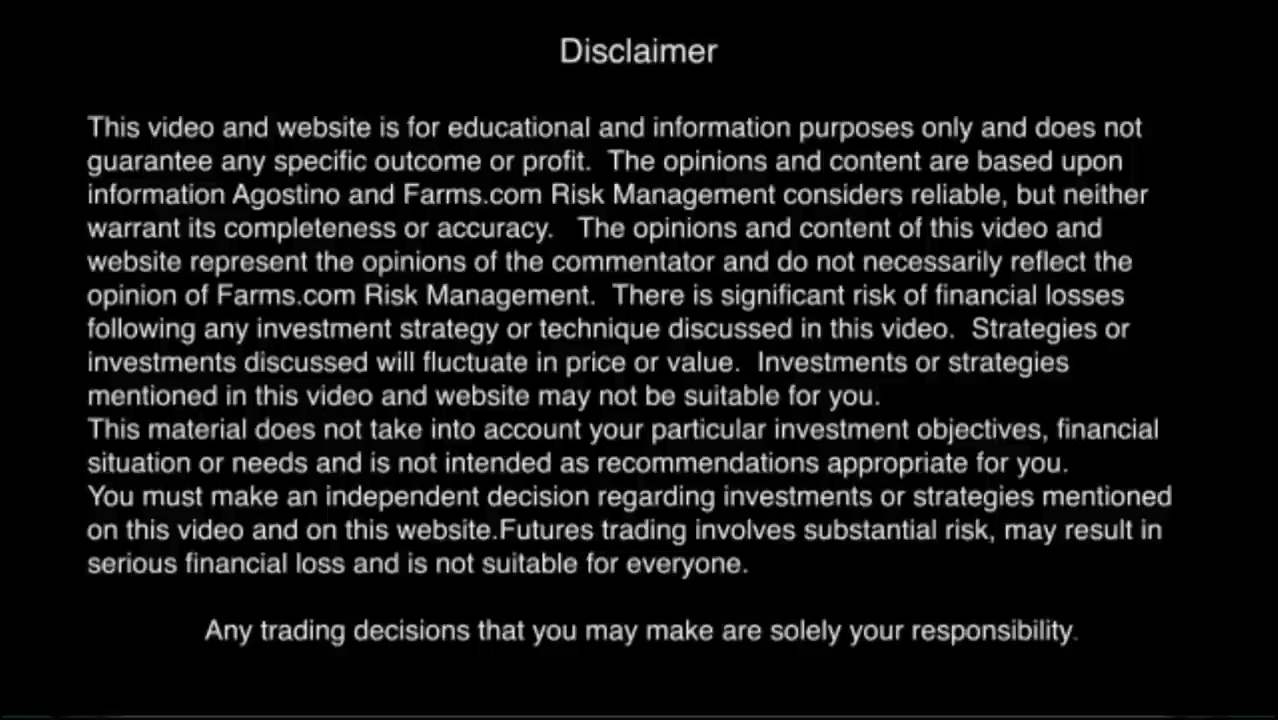 Disclaimer
This video and website is for educational and information purposes only and does not
guarantee any specific outcome or profit.  The opinions and content are based upon
information Agostino and Farms.com Risk Management considers reliable, but neither
warrant its completeness or accuracy.   The opinions and content of this video and
website represent the opinions of the commentator and do not necessarily reflect the
opinion of Farms.com Risk Management.  There is significant risk of financial losses
following any investment strategy or technique discussed in this video.  Strategies or
investments discussed will fluctuate in price or value.  Investments or strategies
mentioned in this video and website may not be suitable for you.
This material does not take into account your particular investment objectives, financial
situation or needs and is not intended as recommendations appropriate for you.
You must make an independent decision regarding investments or strategies mentioned
on this video and on this website.Futures trading involves substantial risk, may result in
serious financial loss and is not suitable for everyone.
Any trading decisions that you may make are solely your responsibility.